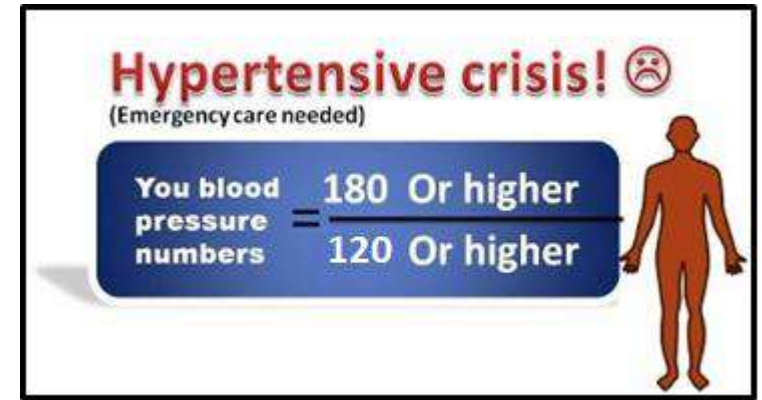 Hypertensive crisis! ☹
(Emergency care needed)
You blood
pressure
numbers
=
180 Or higher
120 Or higher